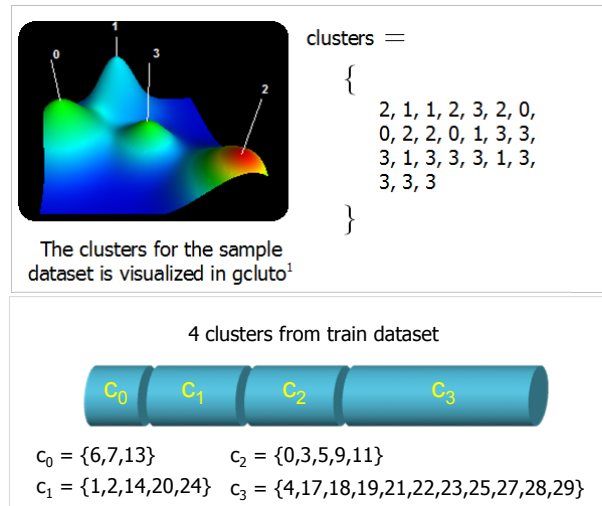 0
1
3
2
clusters =
{
2, 1, 1, 2, 3, 2, 0,
0, 2, 2, 0, 1, 3, 3,
3, 1, 3, 3, 3, 1, 3,
3, 3, 3
}
The clusters for the sample
dataset is visualized in gcluto¹
4 clusters from train dataset
c₀ c₁ c₂ c₃
c₀ = {6,7,13} c₂ = {0,3,5,9,11}
c₁ = {1,2,14,20,24} c₃ = {4,17,18,19,21,22,23,25,27,28,29}